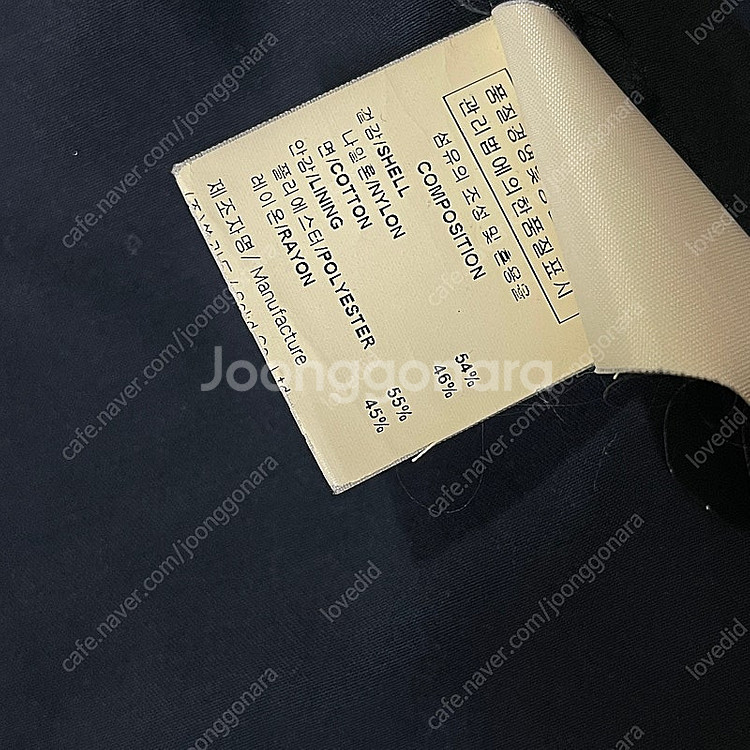 관리법에의한품질표시
섬유의 조성 및 혼용율
COMPOSITION
겉감/SHELL
나일론/NYLON 54%
면/COTTON 46%
안감/LINING
폴리에스터/POLYESTER 55%
레이온/RAYON 45%
제조자명/ Manufacture
Joonggonara
cafe.naver.com/joonggonara
lovedid